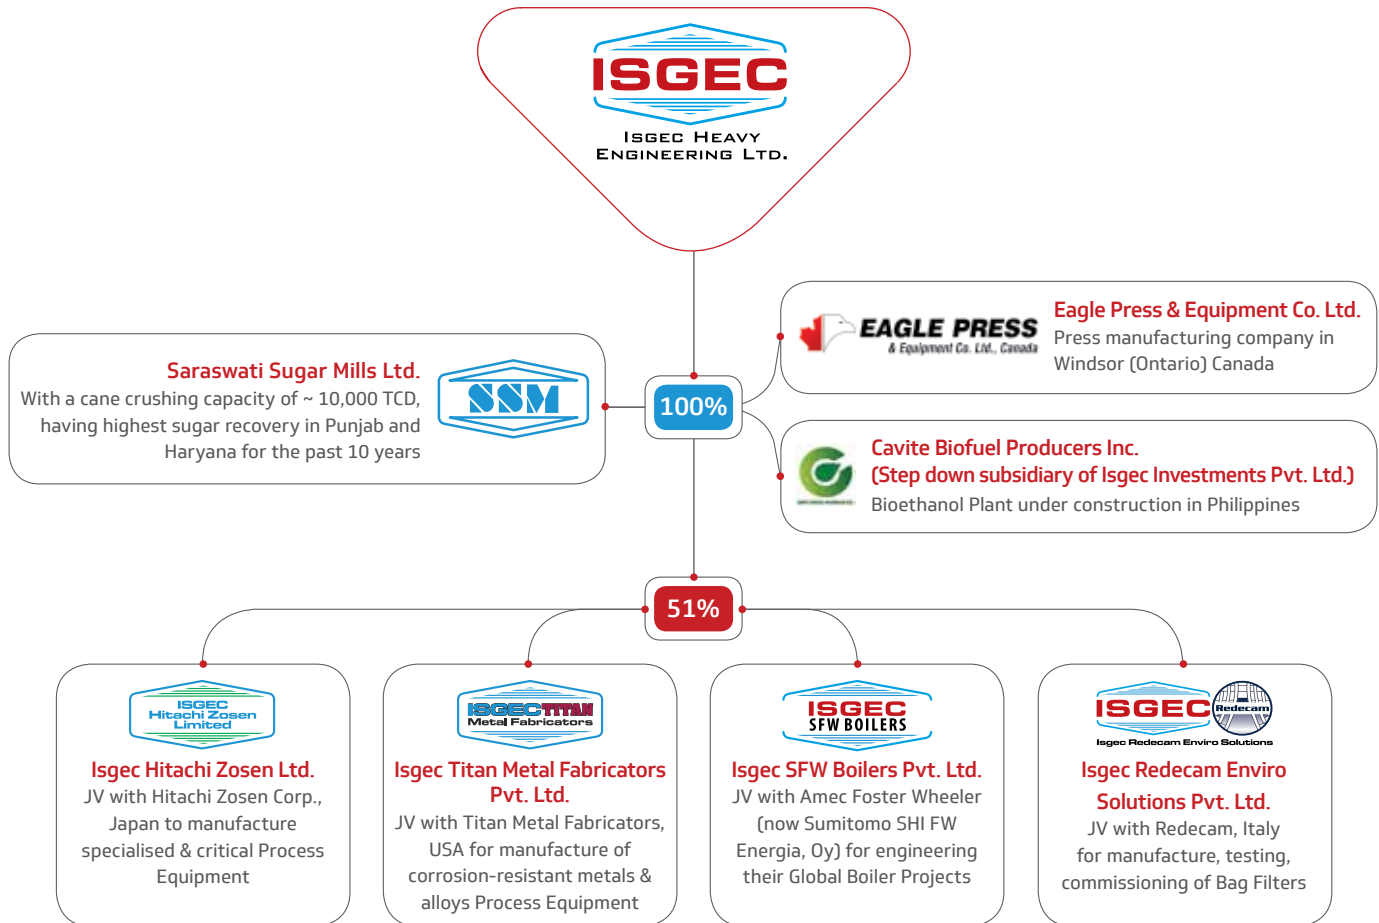 ISGEC
ISGEC HEAVY
ENGINEERING LTD.
EAGLE PRESS
& Equipment Co. Ltd., Canada
Eagle Press & Equipment Co. Ltd.
Press manufacturing company in
Windsor (Ontario) Canada
Saraswati Sugar Mills Ltd.
With a cane crushing capacity of ~ 10,000 TCD,
having highest sugar recovery in Punjab and
Haryana for the past 10 years
SSM
100%
Cavite Biofuel Producers Inc.
(Step down subsidiary of Isgec Investments Pvt. Ltd.)
Bioethanol Plant under construction in Philippines
51%
ISGEC
Hitachi Zosen
Limited
Isgec Hitachi Zosen Ltd.
JV with Hitachi Zosen Corp.,
Japan to manufacture
specialised & critical Process
Equipment
ISGECTITAN
Metal Fabricators
Isgec Titan Metal Fabricators
Pvt. Ltd.
JV with Titan Metal Fabricators,
USA for manufacture of
corrosion-resistant metals &
alloys Process Equipment
ISGEC
SFW BOILERS
Isgec SFW Boilers Pvt. Ltd.
JV with Amec Foster Wheeler
(now Sumitomo SHI FW
Energia, Oy) for engineering
their Global Boiler Projects
ISGEC
Redecam
Isgec Redecam Enviro Solutions
Isgec Redecam Enviro
Solutions Pvt. Ltd.
JV with Redecam, Italy
for manufacture, testing,
commissioning of Bag Filters